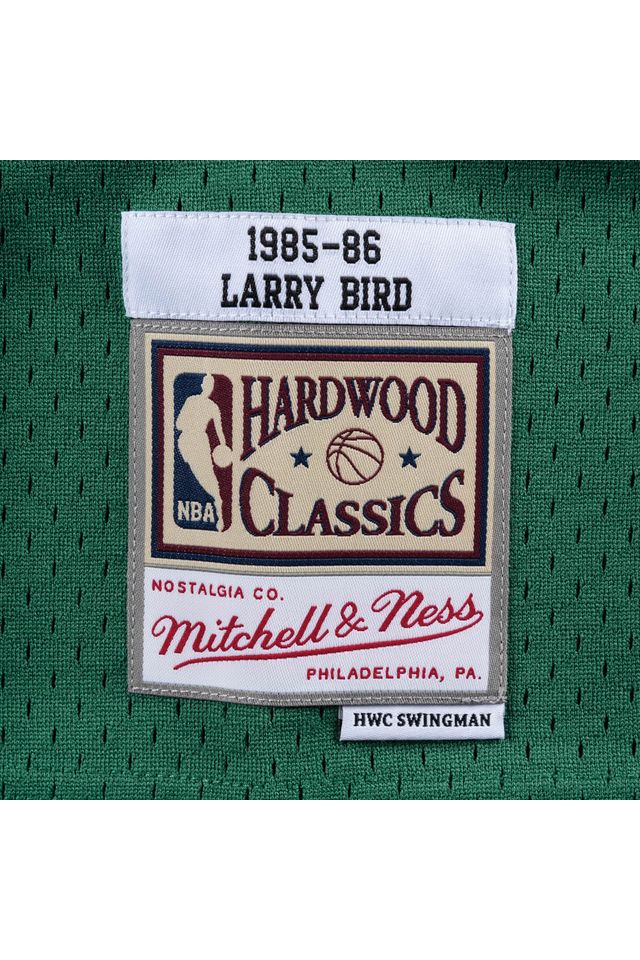 1985-86
LARRY BIRD
HARDWOOD
CLASSICS
NBA
NOSTALGIA CO.
Mitchell & Ness
PHILADELPHIA, PA.
HWC SWINGMAN